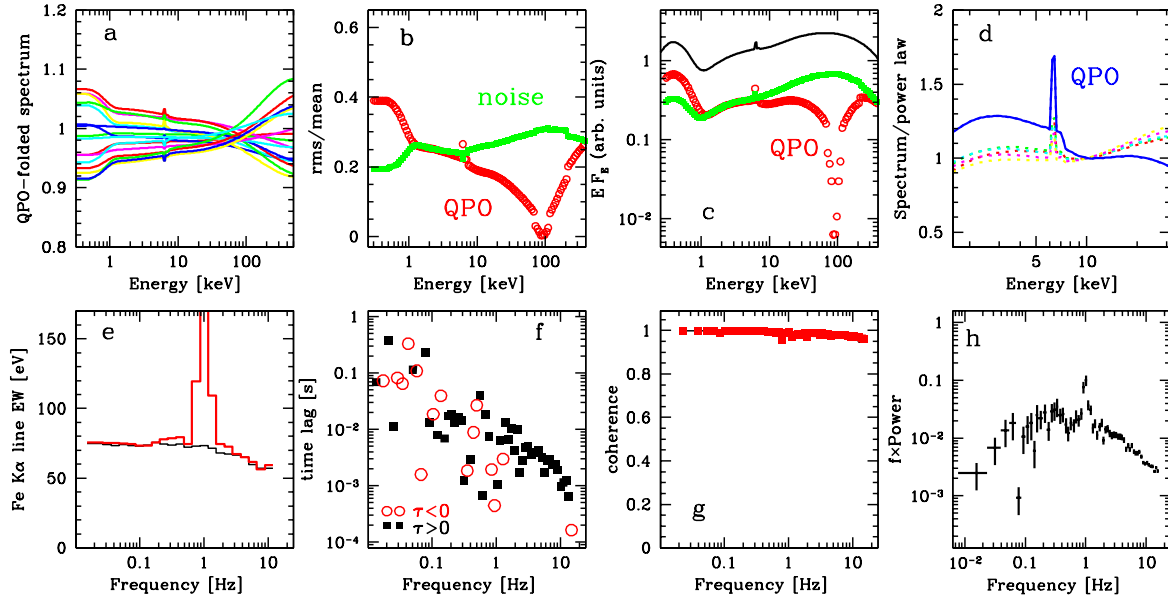 a
QPO-folded spectrum
1.2
1
0.8
1.1
0.9
1
10
100
Energy [keV]
b
rms/mean
0.6
0.4
0.2
0
noise
QPO
1
10
100
Energy [keV]
c
E F_E (arb. units)
1
0.1
10⁻²
QPO
1
10
100
Energy [keV]
d
Spectrum/power law
2
1.5
1
0.5
QPO
5
10
Energy [keV]
e
Fe Kα line EW [eV]
150
100
50
0
0.1
1
10
Frequency [Hz]
f
time lag [s]
1
0.1
10⁻²
10⁻³
10⁻⁴
τ<0
τ>0
0.1
1
10
Frequency [Hz]
g
coherence
1
0.8
0.6
0.4
0.2
0
0.1
1
10
Frequency [Hz]
h
f×Power
1
0.1
10⁻²
10⁻³
10⁻²
0.1
1
10
Frequency [Hz]